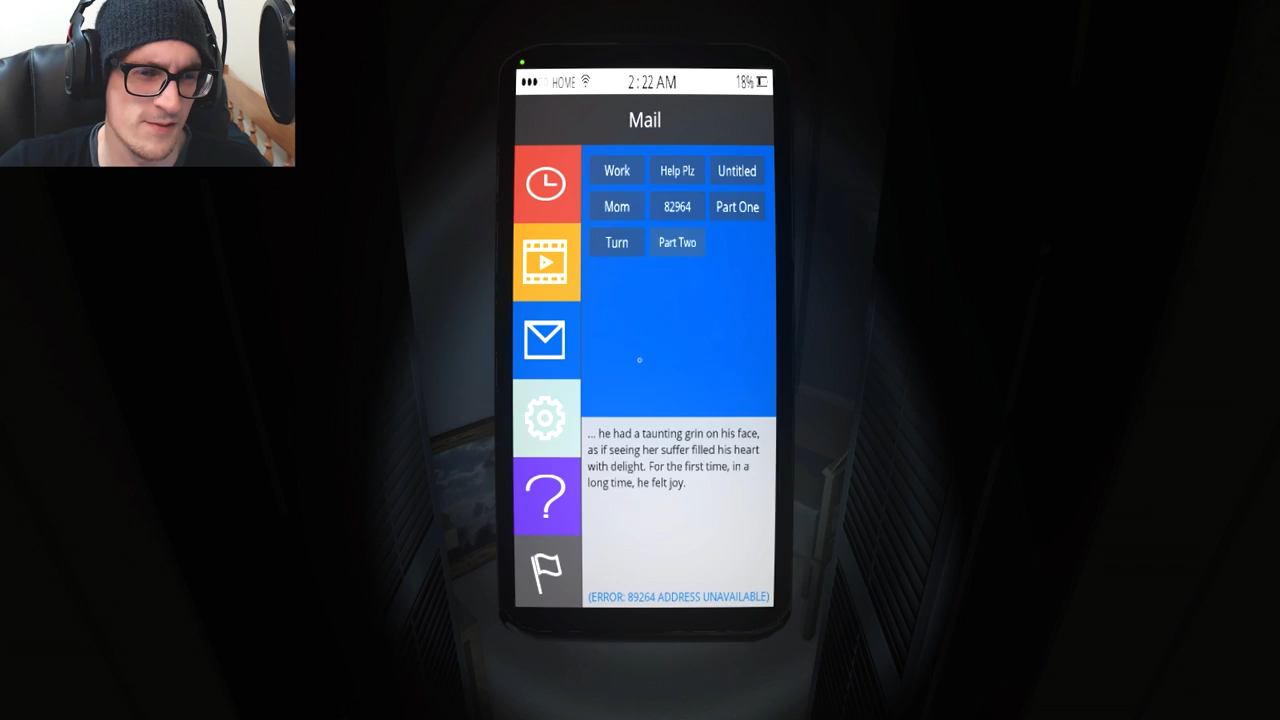 HOME 2:22 AM 18%
Mail
Work Help Plz Untitled
Mom 82964 Part One
Turn Part Two
... he had a taunting grin on his face,
as if seeing her suffer filled his heart
with delight. For the first time, in a
long time, he felt joy.
(ERROR: 89264 ADDRESS UNAVAILABLE)